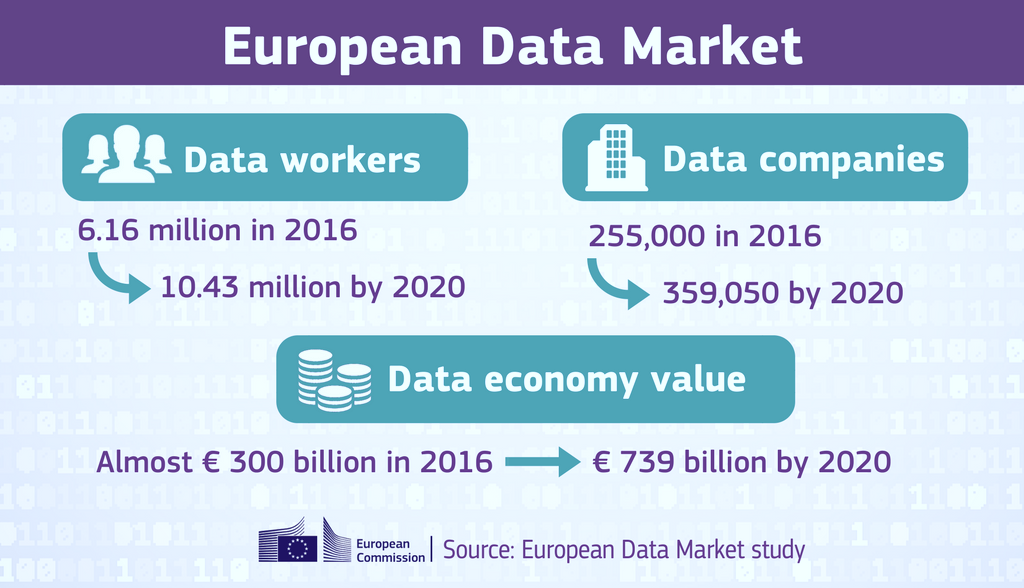 European Data Market
Data workers
6.16 million in 2016
10.43 million by 2020
Data companies
255,000 in 2016
359,050 by 2020
Data economy value
Almost € 300 billion in 2016
€ 739 billion by 2020
European
Commission
Source: European Data Market study